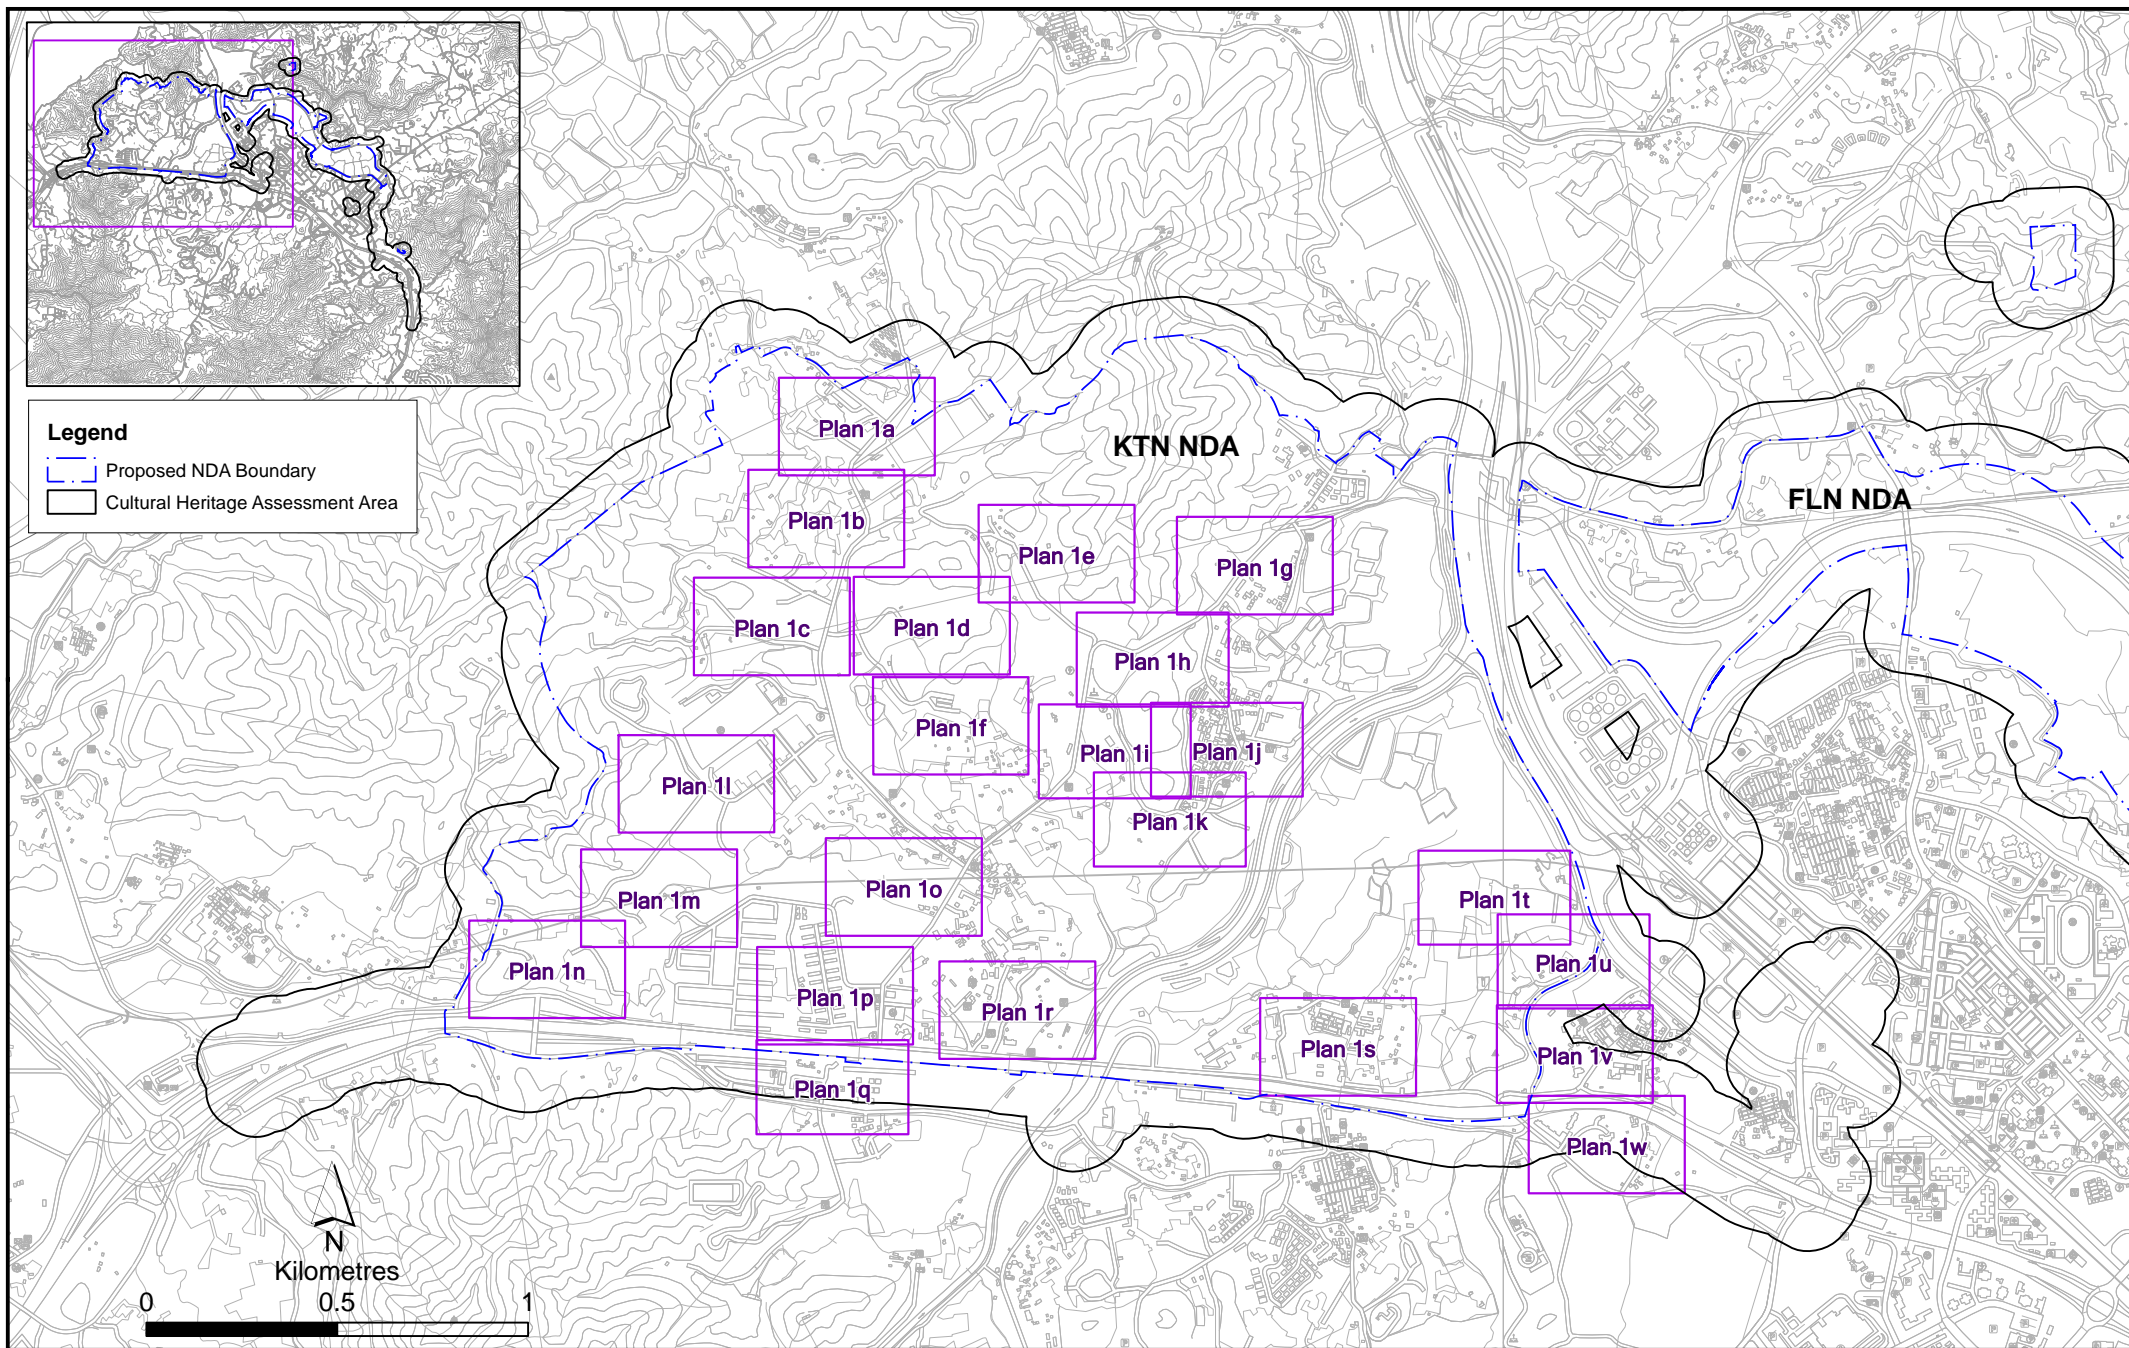 Legend
Proposed NDA Boundary
Cultural Heritage Assessment Area
KTN NDA
FLN NDA
Plan 1a
Plan 1b
Plan 1e
Plan 1g
Plan 1c
Plan 1d
Plan 1h
Plan 1f
Plan 1i
Plan 1j
Plan 1l
Plan 1k
Plan 1o
Plan 1m
Plan 1t
Plan 1n
Plan 1u
Plan 1p
Plan 1r
Plan 1s
Plan 1v
Plan 1q
Plan 1w
N
Kilometres
0 0.5 1